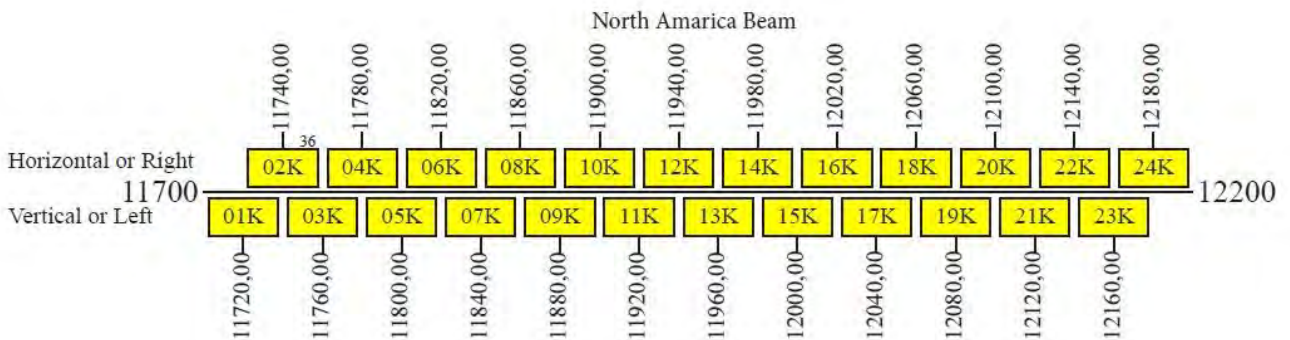 North Amarica Beam
11740,00 11780,00 11820,00 11860,00 11900,00 11940,00 11980,00 12020,00 12060,00 12100,00 12140,00 12180,00
36
Horizontal or Right 02K 04K 06K 08K 10K 12K 14K 16K 18K 20K 22K 24K
11700 12200
Vertical or Left 01K 03K 05K 07K 09K 11K 13K 15K 17K 19K 21K 23K
11720,00 11760,00 11800,00 11840,00 11880,00 11920,00 11960,00 12000,00 12040,00 12080,00 12120,00 12160,00